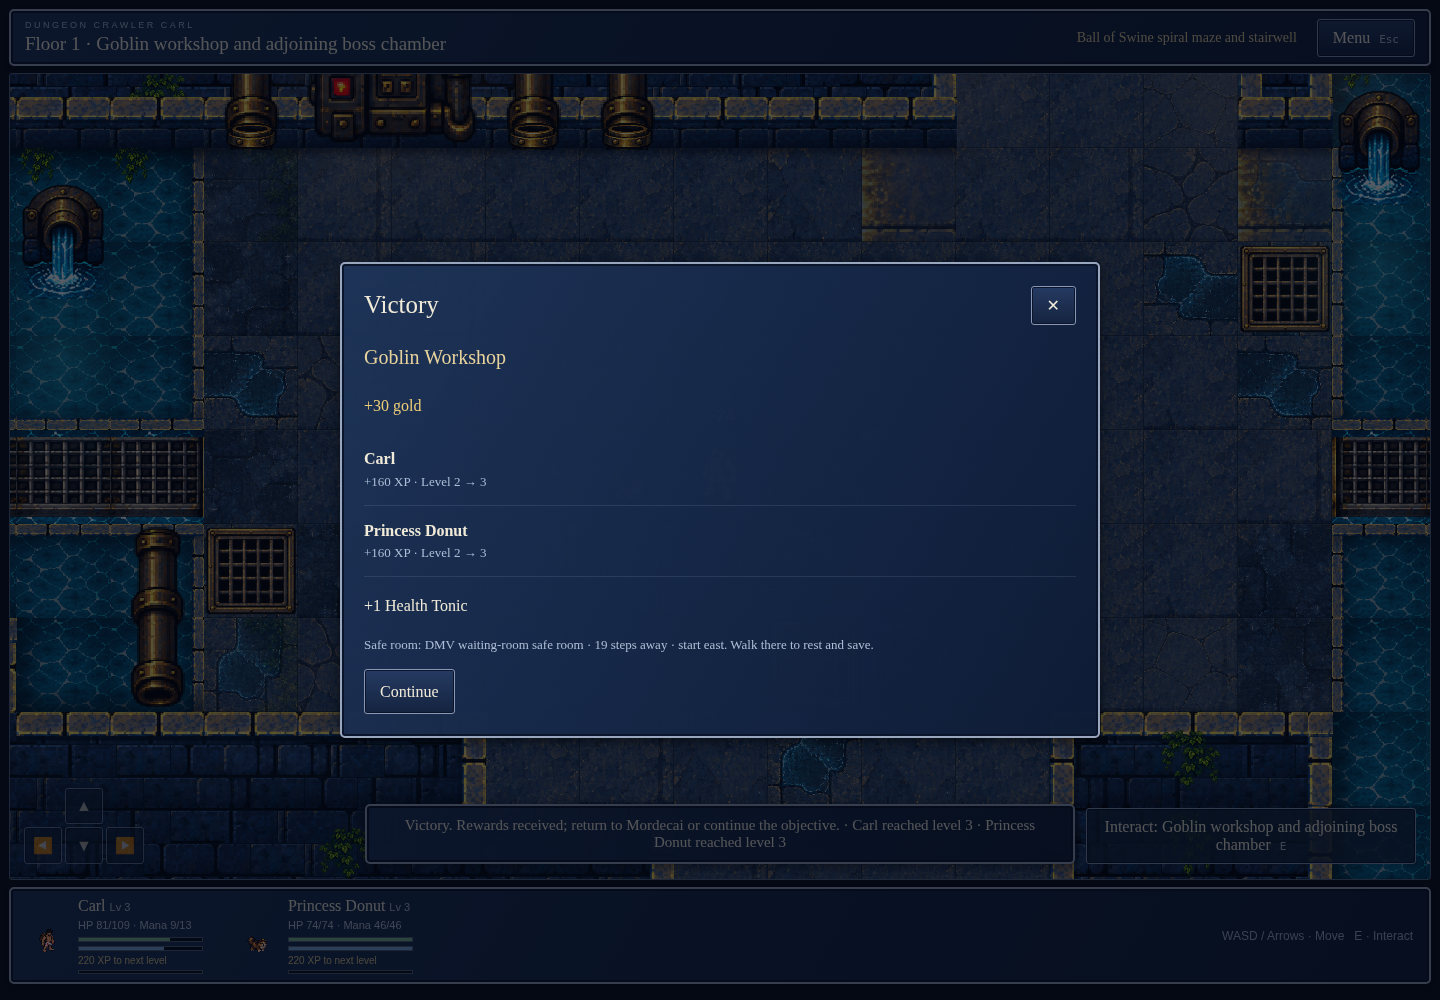 DUNGEON CRAWLER CARL
Floor 1 · Goblin workshop and adjoining boss chamber
Ball of Swine spiral maze and stairwell
Menu Esc
Victory
✕
Goblin Workshop
+30 gold
Carl
+160 XP · Level 2 → 3
Princess Donut
+160 XP · Level 2 → 3
+1 Health Tonic
Safe room: DMV waiting-room safe room · 19 steps away · start east. Walk there to rest and save.
Continue
Victory. Rewards received; return to Mordecai or continue the objective. · Carl reached level 3 · Princess
Donut reached level 3
Interact: Goblin workshop and adjoining boss
chamber E
Carl Lv 3
HP 81/109 · Mana 9/13
220 XP to next level
Princess Donut Lv 3
HP 74/74 · Mana 46/46
220 XP to next level
WASD / Arrows · Move E · Interact